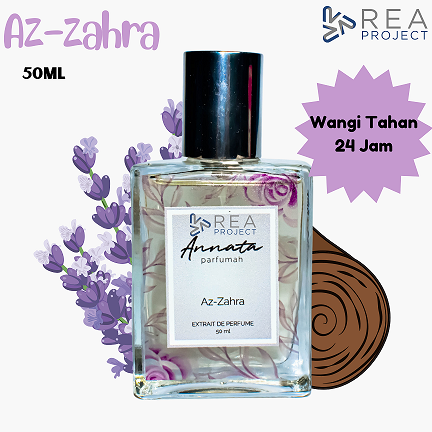 Az-zahra
50ML
REA
PROJECT
Wangi Tahan
24 Jam
REA
PROJECT
Annata
parfumah
Az-Zahra
EXTRAIT DE PERFUME
50 ml